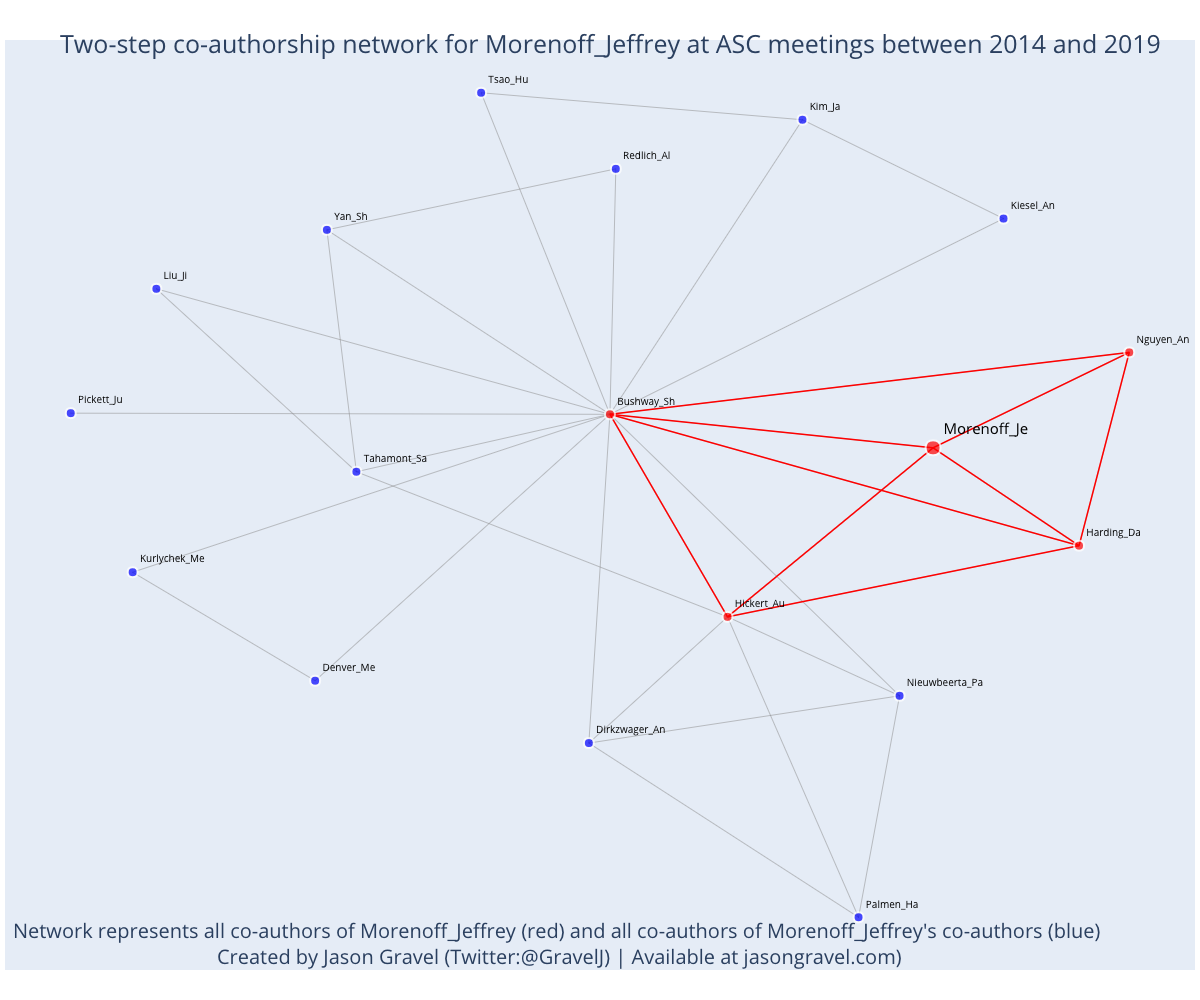 Two-step co-authorship network for Morenoff_Jeffrey at ASC meetings between 2014 and 2019
Tsao_Hu
Kim_Ja
Redlich_Al
Kiesel_An
Yan_Sh
Liu_Ji
Nguyen_An
Pickett_Ju
Bushway_Sh
Morenoff_Je
Tahamont_Sa
Harding_Da
Kurlychek_Me
Hickert_Au
Denver_Me
Nieuwbeerta_Pa
Dirkzwager_An
Palmen_Ha
Network represents all co-authors of Morenoff_Jeffrey (red) and all co-authors of Morenoff_Jeffrey's co-authors (blue)
Created by Jason Gravel (Twitter:@GravelJ) | Available at jasongravel.com)